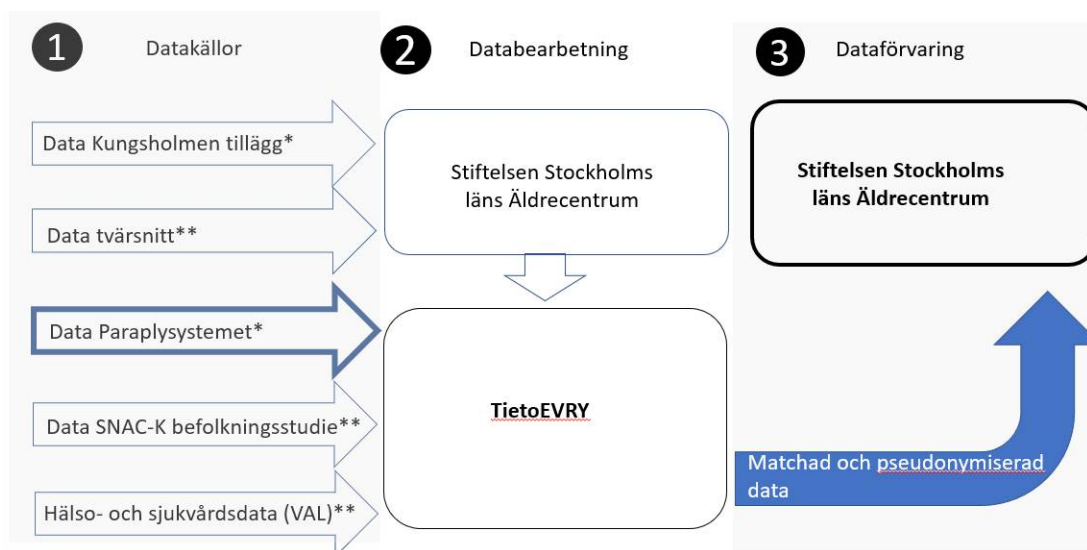 1 Datakällor
Data Kungsholmen tillägg*
Data tvärsnitt**
Data Paraplysystemet*
Data SNAC-K befolkningsstudie**
Hälso- och sjukvårdsdata (VAL)**
2 Databearbetning
Stiftelsen Stockholms
läns Äldrecentrum
TietoEVRY
3 Dataförvaring
Stiftelsen Stockholms
läns Äldrecentrum
Matchad och pseudonymiserad
data